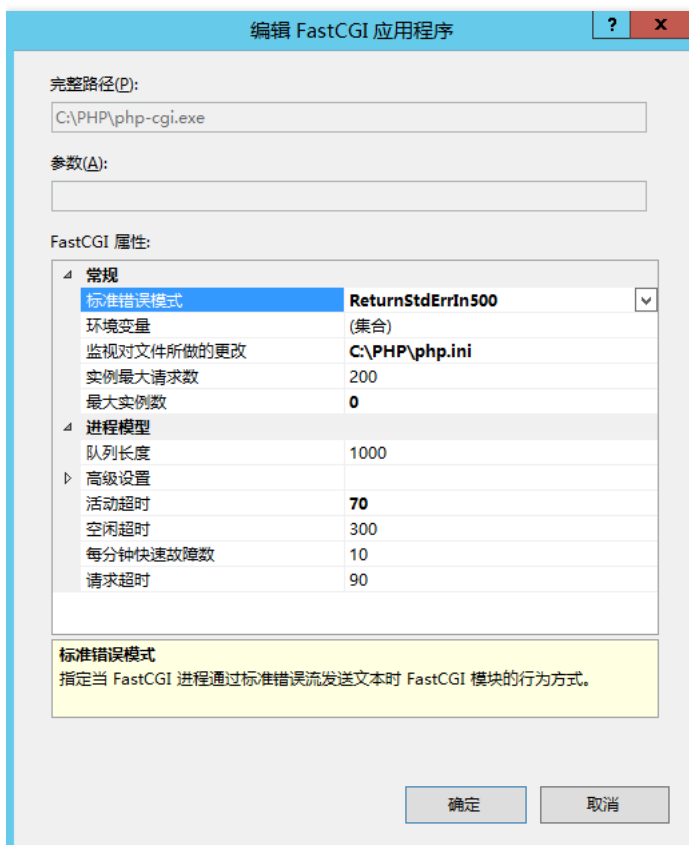 编辑 FastCGI 应用程序
? x
完整路径(P):
C:\PHP\php-cgi.exe
参数(A):
FastCGI 属性:
常规
标准错误模式 ReturnStdErrIn500
环境变量 (集合)
监视对文件所做的更改 C:\PHP\php.ini
实例最大请求数 200
最大实例数 0
进程模型
队列长度 1000
高级设置
活动超时 70
空闲超时 300
每分钟快速故障数 10
请求超时 90
标准错误模式
指定当 FastCGI 进程通过标准错误流发送文本时 FastCGI 模块的行为方式。
确定 取消